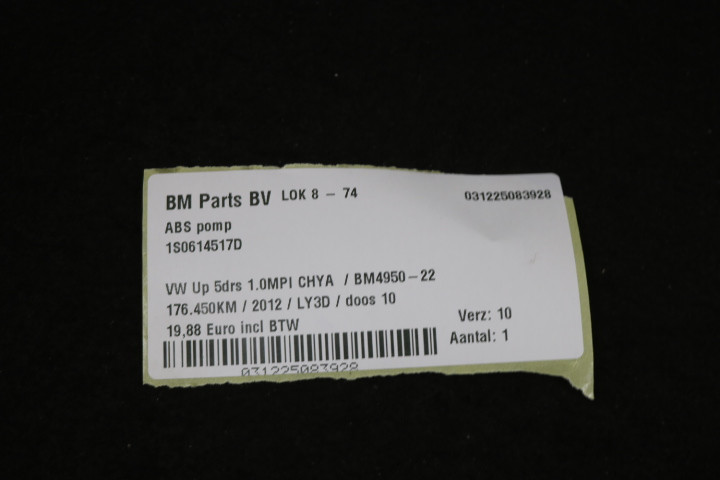 BM Parts BV LOK 8 - 74 031225083928
ABS pomp
1S0614517D
VW Up 5drs 1.0MPI CHYA / BM4950-22
176.450KM / 2012 / LY3D / doos 10
19,88 Euro incl BTW Verz: 10
Aantal: 1
031225083928